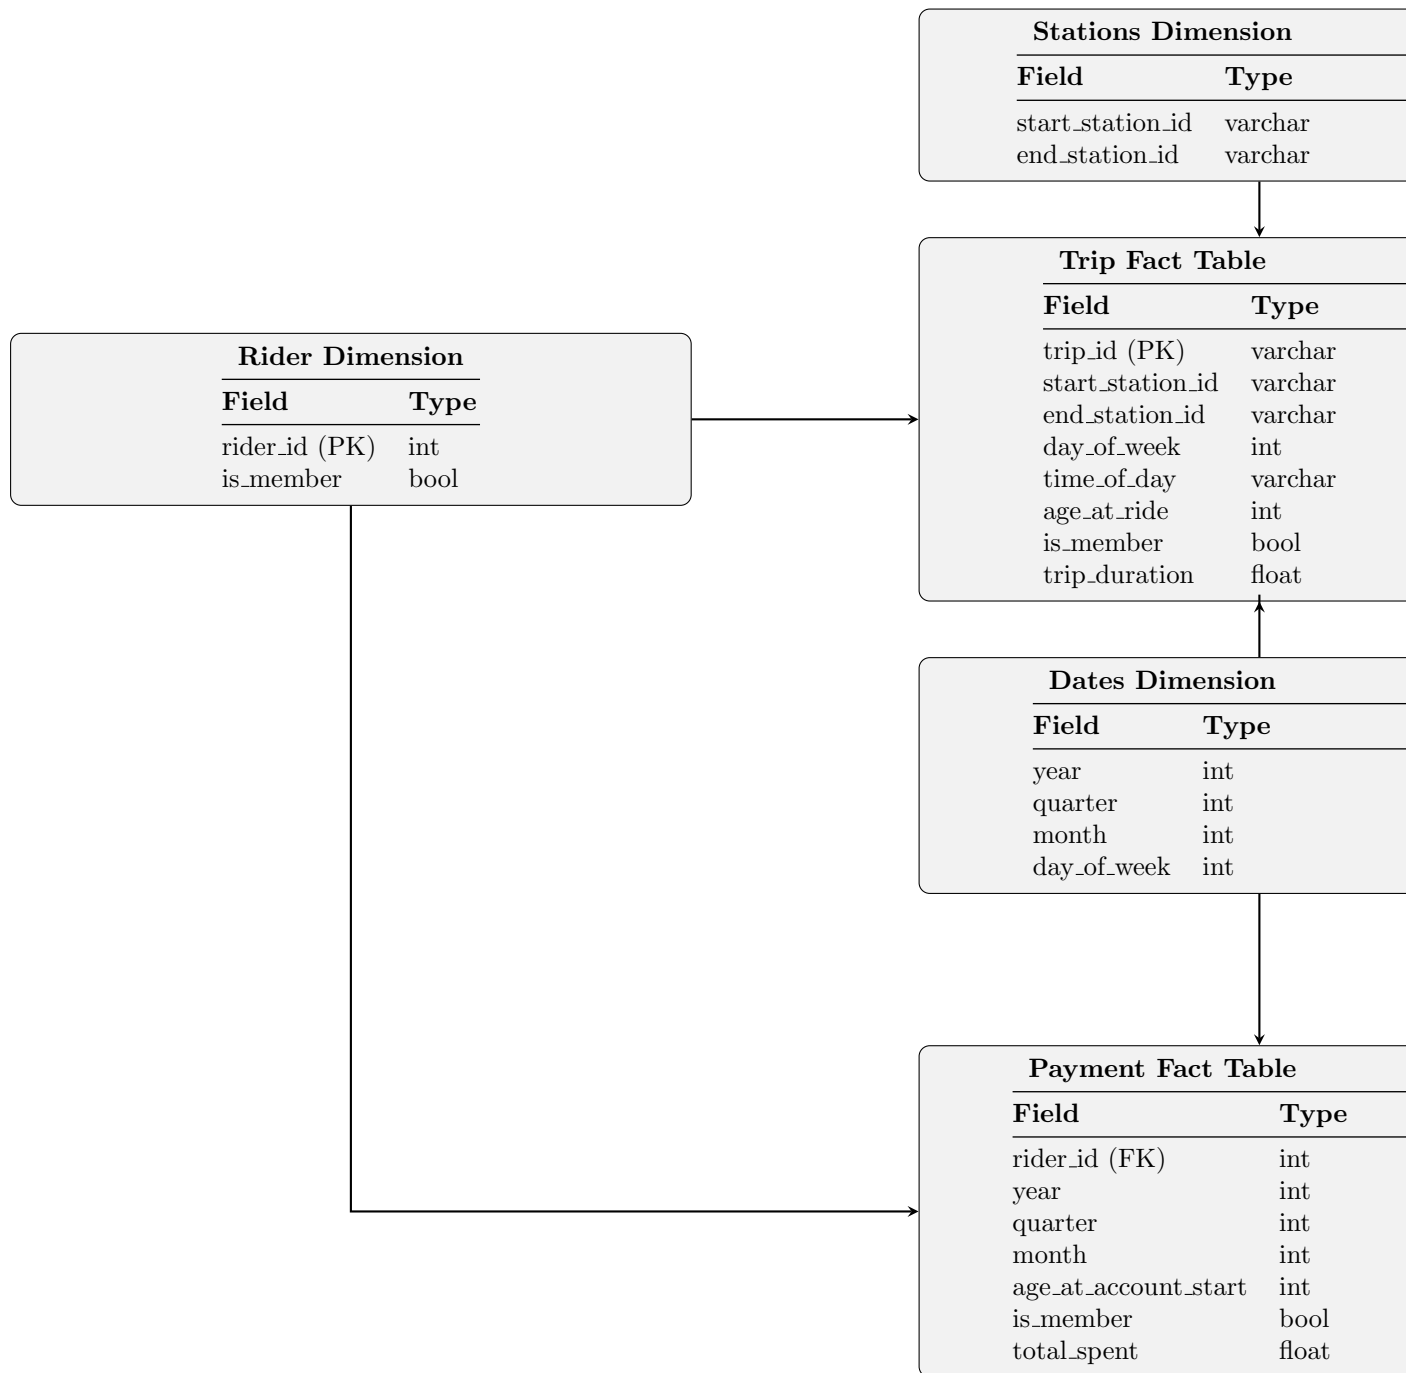 Stations Dimension
Field Type
start_station_id varchar
end_station_id varchar
Trip Fact Table
Field Type
trip_id (PK) varchar
start_station_id varchar
end_station_id varchar
day_of_week int
time_of_day varchar
age_at_ride int
is_member bool
trip_duration float
Rider Dimension
Field Type
rider_id (PK) int
is_member bool
Dates Dimension
Field Type
year int
quarter int
month int
day_of_week int
Payment Fact Table
Field Type
rider_id (FK) int
year int
quarter int
month int
age_at_account_start int
is_member bool
total_spent float